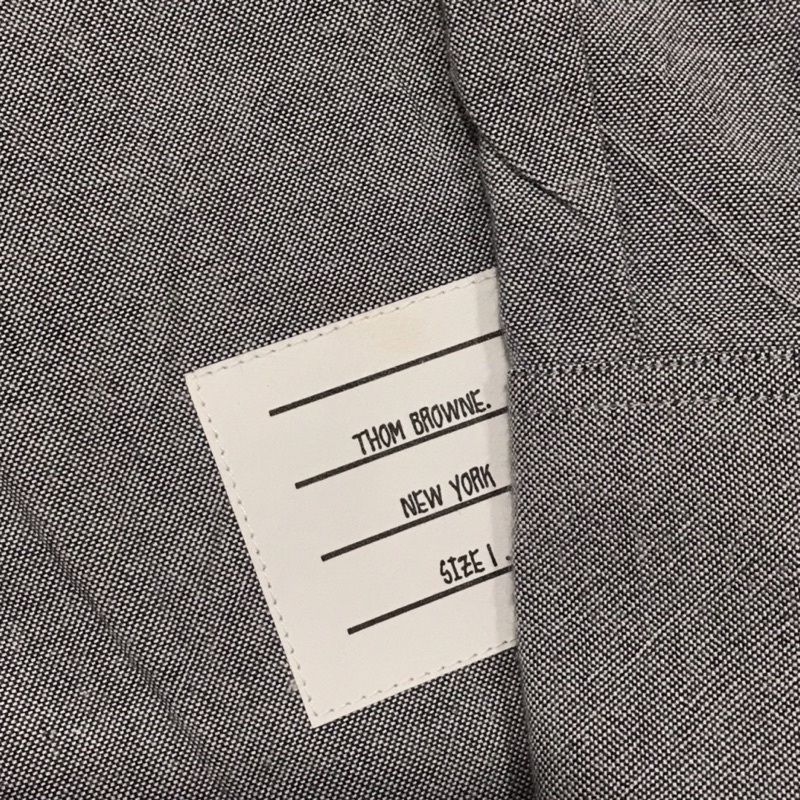 THOM BROWNE.
NEW YORK
SIZE 1